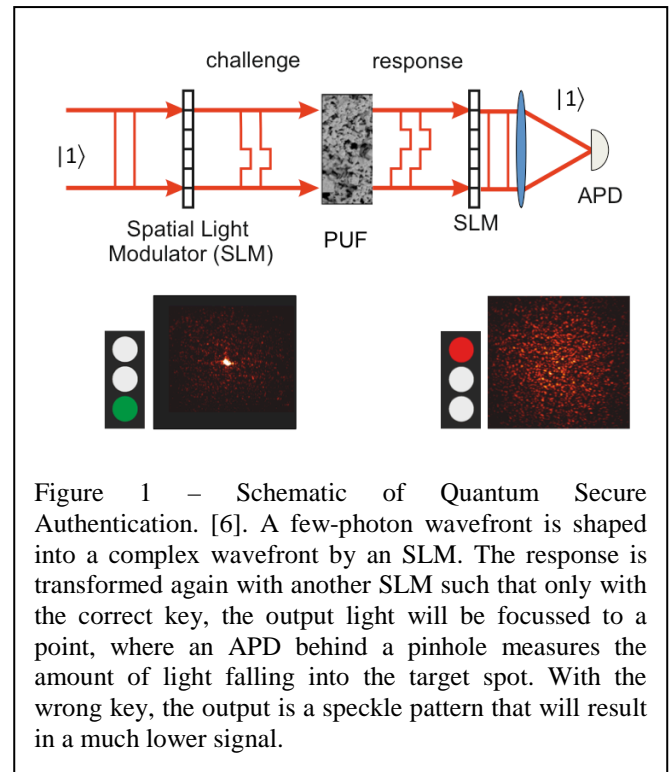 challenge response
|1⟩
|1⟩
Spatial Light
Modulator (SLM)
PUF
SLM
APD
Figure 1 – Schematic of Quantum Secure
Authentication. [6]. A few-photon wavefront is shaped
into a complex wavefront by an SLM. The response is
transformed again with another SLM such that only with
the correct key, the output light will be focussed to a
point, where an APD behind a pinhole measures the
amount of light falling into the target spot. With the
wrong key, the output is a speckle pattern that will result
in a much lower signal.